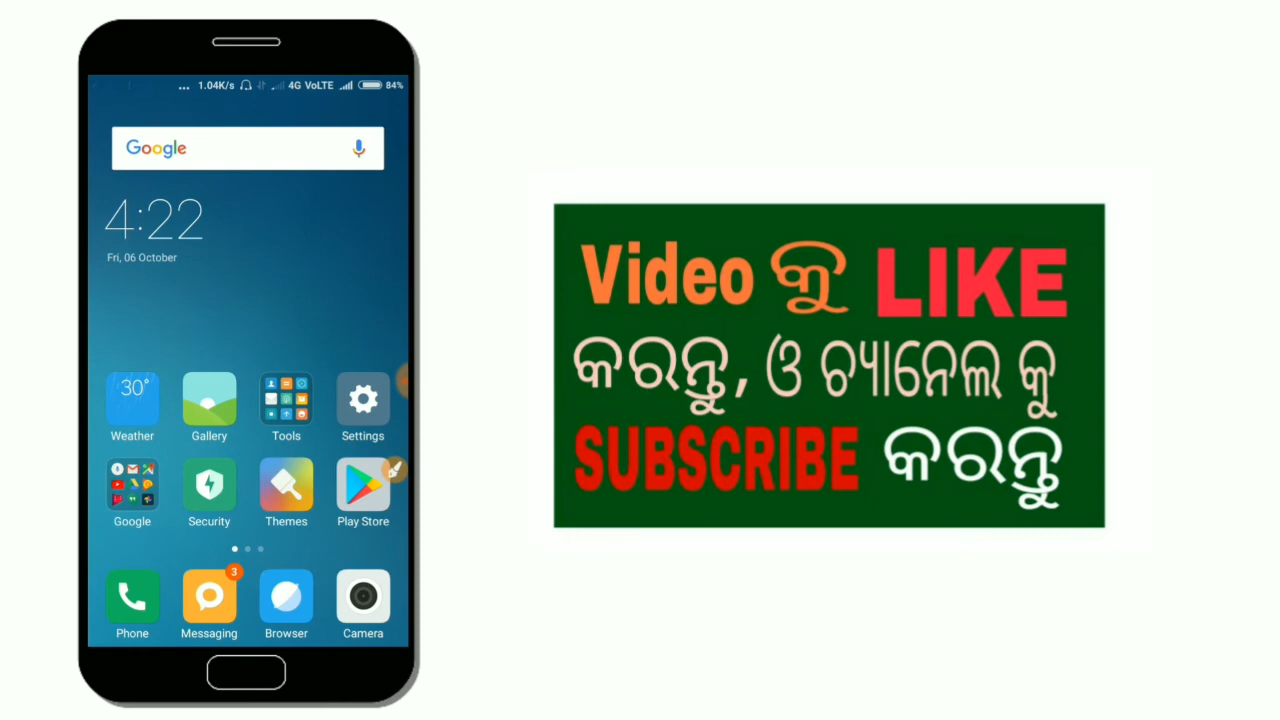 ... 1.04K/s 4G VoLTE 84%
Google
4:22
Fri, 06 October
30°
Weather Gallery Tools Settings
Google Security Themes Play Store
3
Phone Messaging Browser Camera
Video କୁ LIKE
କରନ୍ତୁ, ଓ ଚ୍ୟାନେଲ କୁ
SUBSCRIBE କରନ୍ତୁ